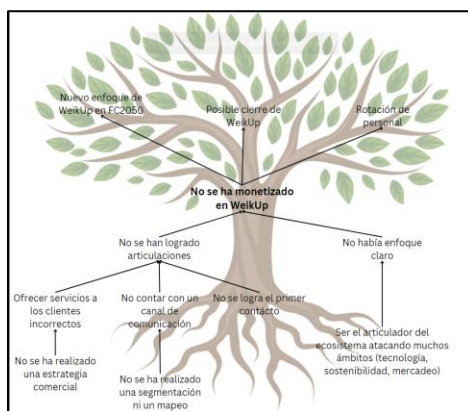 Nuevo enfoque de
WeikUp en FC2050
Posible cierre de
WeikUp
Rotación de
personal
No se ha monetizado
en WeikUp
No se han logrado
articulaciones
No había enfoque
claro
Ofrecer servicios a
los clientes
incorrectos
No contar con un
canal de
comunicación
No se logra el primer
contácto
No se ha realizado
una estrategia
comercial
No se ha realizado
una segmentación
ni un mapeo
Ser el articulador del
ecosistema atacando muchos
ámbitos (tecnología,
sostenibilidad, mercadeo)